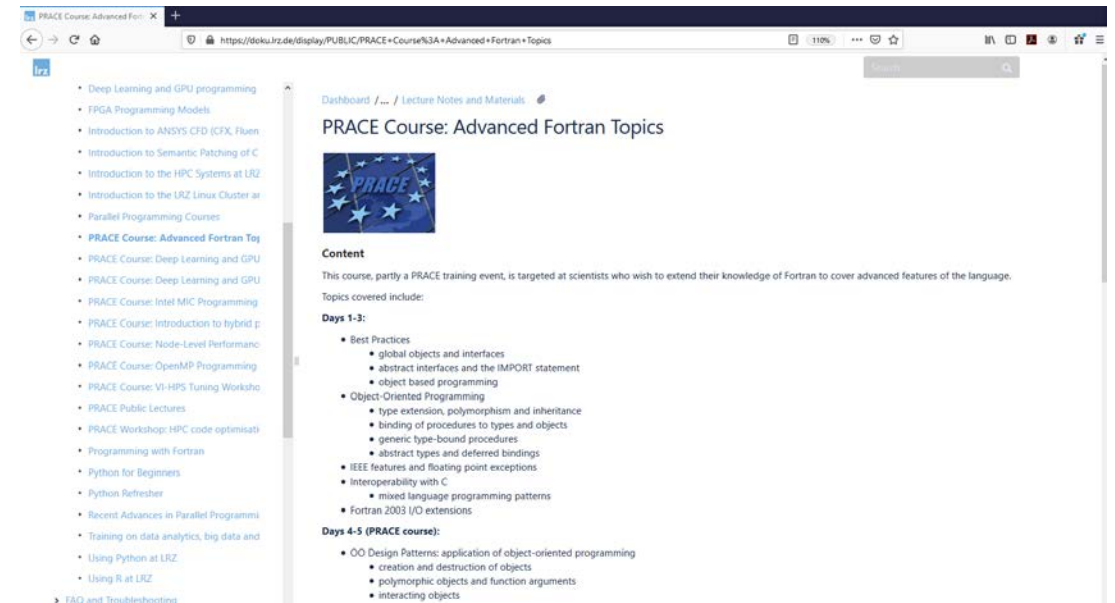 PRACE Course: Advanced For
https://doku.lrz.de/display/PUBLIC/PRACE+Course%3A+Advanced+Fortran+Topics
110%
lrz
Search
Deep Learning and GPU programming
FPGA Programming Models
Introduction to ANSYS CFD (CFX, Fluen
Introduction to Semantic Patching of C
Introduction to the HPC Systems at LRZ
Introduction to the LRZ Linux Cluster ar
Parallel Programming Courses
PRACE Course: Advanced Fortran Top
PRACE Course: Deep Learning and GPU
PRACE Course: Deep Learning and GPU
PRACE Course: Intel MIC Programming
PRACE Course: Introduction to hybrid p
PRACE Course: Node-Level Performanc
PRACE Course: OpenMP Programming
PRACE Course: VI-HPS Tuning Worksho
PRACE Public Lectures
PRACE Workshop: HPC code optimisati
Programming with Fortran
Python for Beginners
Python Refresher
Recent Advances in Parallel Programmi
Training on data analytics, big data and
Using Python at LRZ
Using R at LRZ
FAQ and Troubleshooting
Dashboard / ... / Lecture Notes and Materials
PRACE Course: Advanced Fortran Topics
PRACE
Content
This course, partly a PRACE training event, is targeted at scientists who wish to extend their knowledge of Fortran to cover advanced features of the language.
Topics covered include:
Days 1-3:
Best Practices
global objects and interfaces
abstract interfaces and the IMPORT statement
object based programming
Object-Oriented Programming
type extension, polymorphism and inheritance
binding of procedures to types and objects
generic type-bound procedures
abstract types and deferred bindings
IEEE features and floating point exceptions
Interoperability with C
mixed language programming patterns
Fortran 2003 I/O extensions
Days 4-5 (PRACE course):
OO Design Patterns: application of object-oriented programming
creation and destruction of objects
polymorphic objects and function arguments
interacting objects